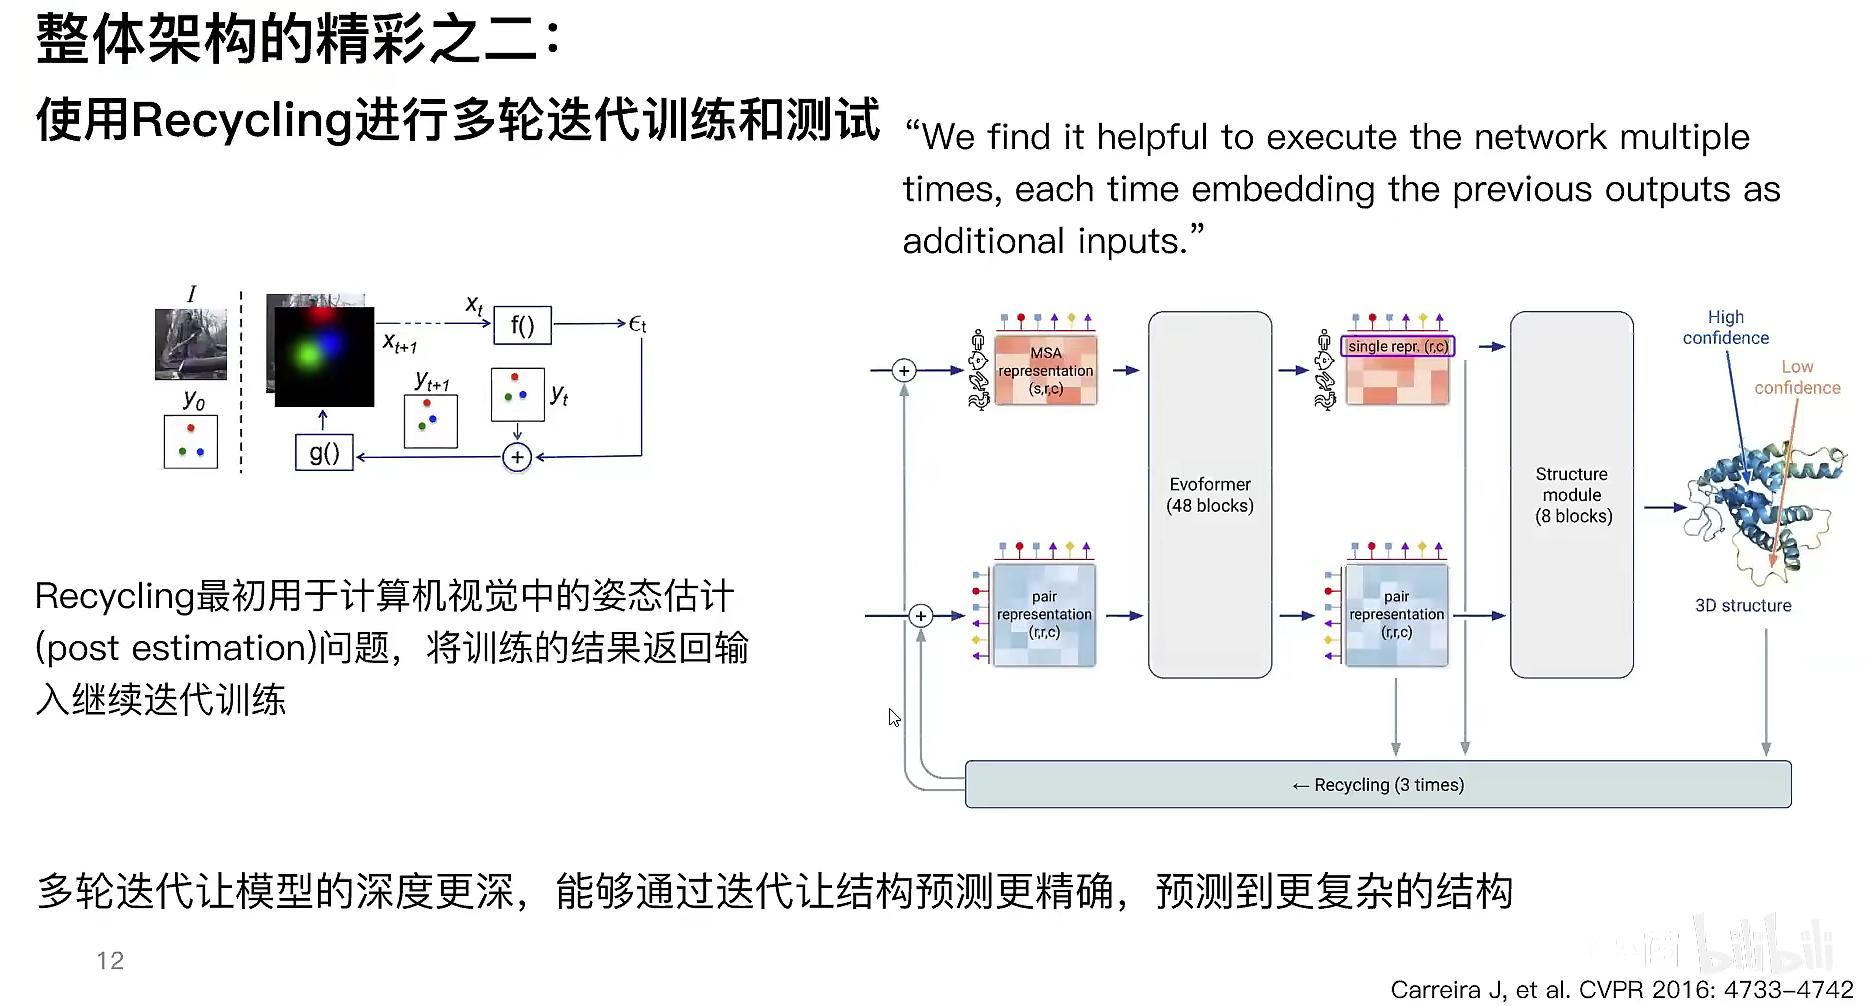 整体架构的精彩之二：
使用Recycling进行多轮迭代训练和测试
“We find it helpful to execute the network multiple
times, each time embedding the previous outputs as
additional inputs.”
I
y0
xt
xt+1
f()
ϵt
yt+1
yt
g()
+
Recycling最初用于计算机视觉中的姿态估计
(post estimation)问题，将训练的结果返回输
入继续迭代训练
+
MSA
representation
(s,r,c)
single repr. (r,c)
High
confidence
Low
confidence
Evoformer
(48 blocks)
Structure
module
(8 blocks)
+
pair
representation
(r,r,c)
pair
representation
(r,r,c)
3D structure
← Recycling (3 times)
多轮迭代让模型的深度更深，能够通过迭代让结构预测更精确，预测到更复杂的结构
12
bilibili
Carreira J, et al. CVPR 2016: 4733–4742